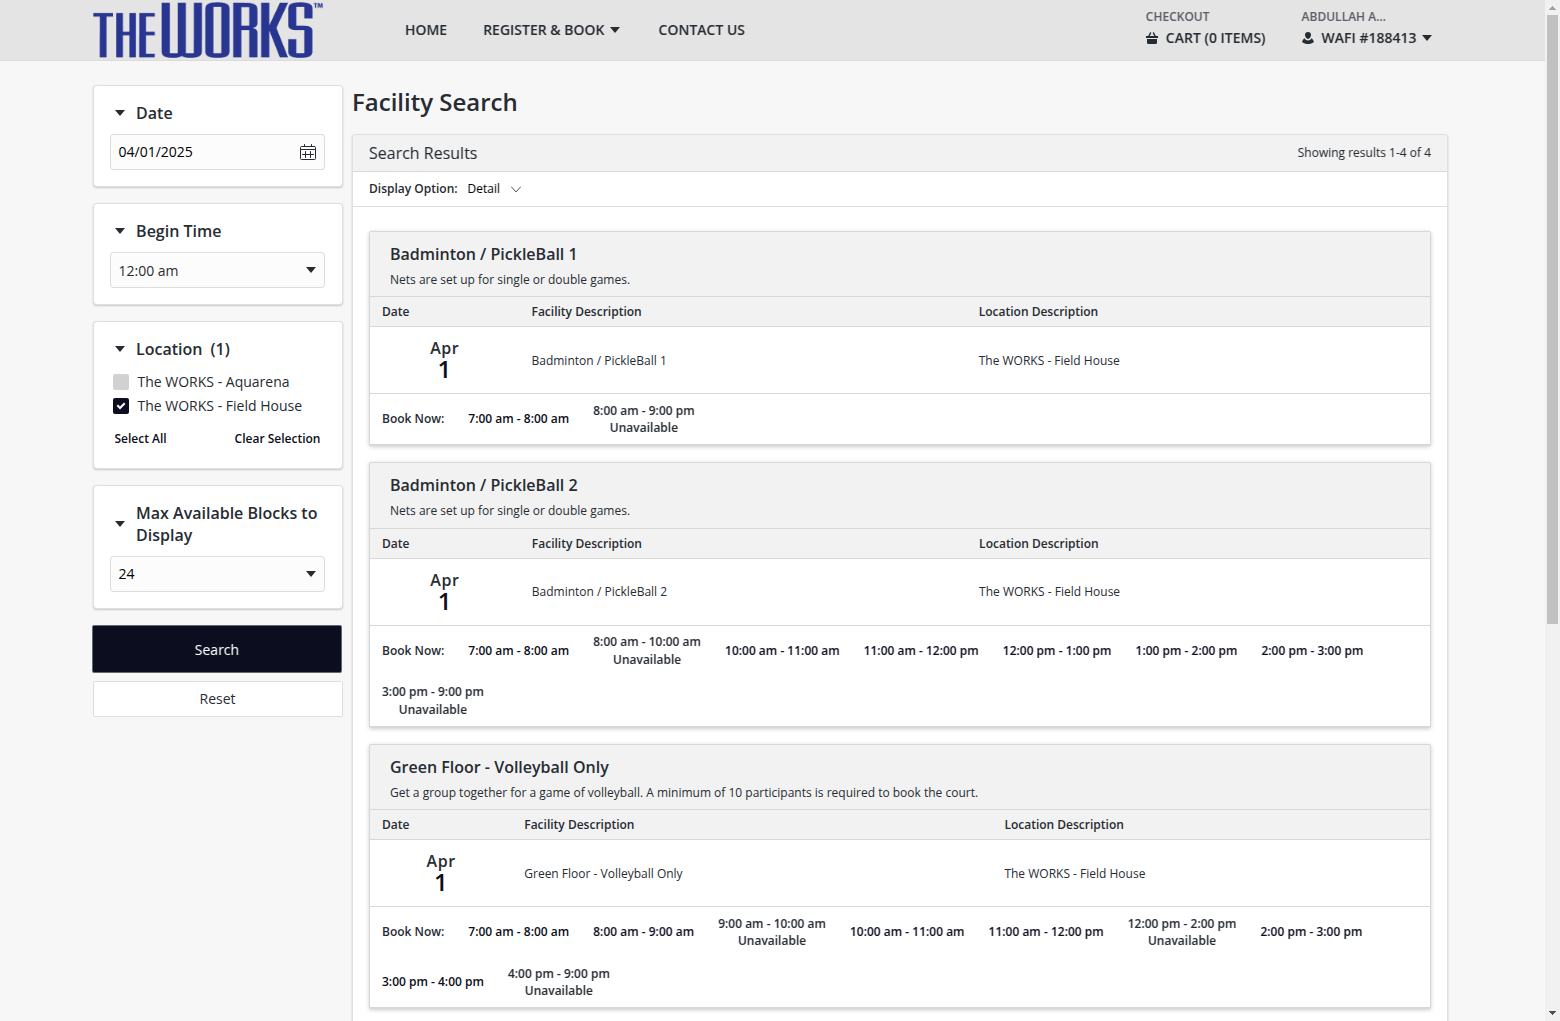 THE WORKS™
HOME
REGISTER & BOOK
CONTACT US
CHECKOUT
CART (0 ITEMS)
ABDULLAH A...
WAFI #188413
Date
04/01/2025
Begin Time
12:00 am
Location (1)
The WORKS - Aquarena
The WORKS - Field House
Select All
Clear Selection
Max Available Blocks to
Display
24
Search
Reset
Facility Search
Search Results
Showing results 1-4 of 4
Display Option: Detail
Badminton / PickleBall 1
Nets are set up for single or double games.
Date
Facility Description
Location Description
Apr
1
Badminton / PickleBall 1
The WORKS - Field House
Book Now:
7:00 am - 8:00 am
8:00 am - 9:00 pm
Unavailable
Badminton / PickleBall 2
Nets are set up for single or double games.
Date
Facility Description
Location Description
Apr
1
Badminton / PickleBall 2
The WORKS - Field House
Book Now:
7:00 am - 8:00 am
8:00 am - 10:00 am
Unavailable
10:00 am - 11:00 am
11:00 am - 12:00 pm
12:00 pm - 1:00 pm
1:00 pm - 2:00 pm
2:00 pm - 3:00 pm
3:00 pm - 9:00 pm
Unavailable
Green Floor - Volleyball Only
Get a group together for a game of volleyball. A minimum of 10 participants is required to book the court.
Date
Facility Description
Location Description
Apr
1
Green Floor - Volleyball Only
The WORKS - Field House
Book Now:
7:00 am - 8:00 am
8:00 am - 9:00 am
9:00 am - 10:00 am
Unavailable
10:00 am - 11:00 am
11:00 am - 12:00 pm
12:00 pm - 2:00 pm
Unavailable
2:00 pm - 3:00 pm
3:00 pm - 4:00 pm
4:00 pm - 9:00 pm
Unavailable